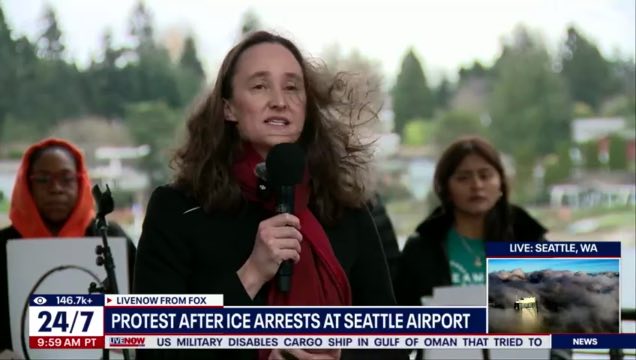 146.7k+
LIVENOW FROM FOX
24/7
PROTEST AFTER ICE ARRESTS AT SEATTLE AIRPORT
LIVE: SEATTLE, WA
9:59 AM PT
LIVENOW
US MILITARY DISABLES CARGO SHIP IN GULF OF OMAN THAT TRIED TO
NEWS